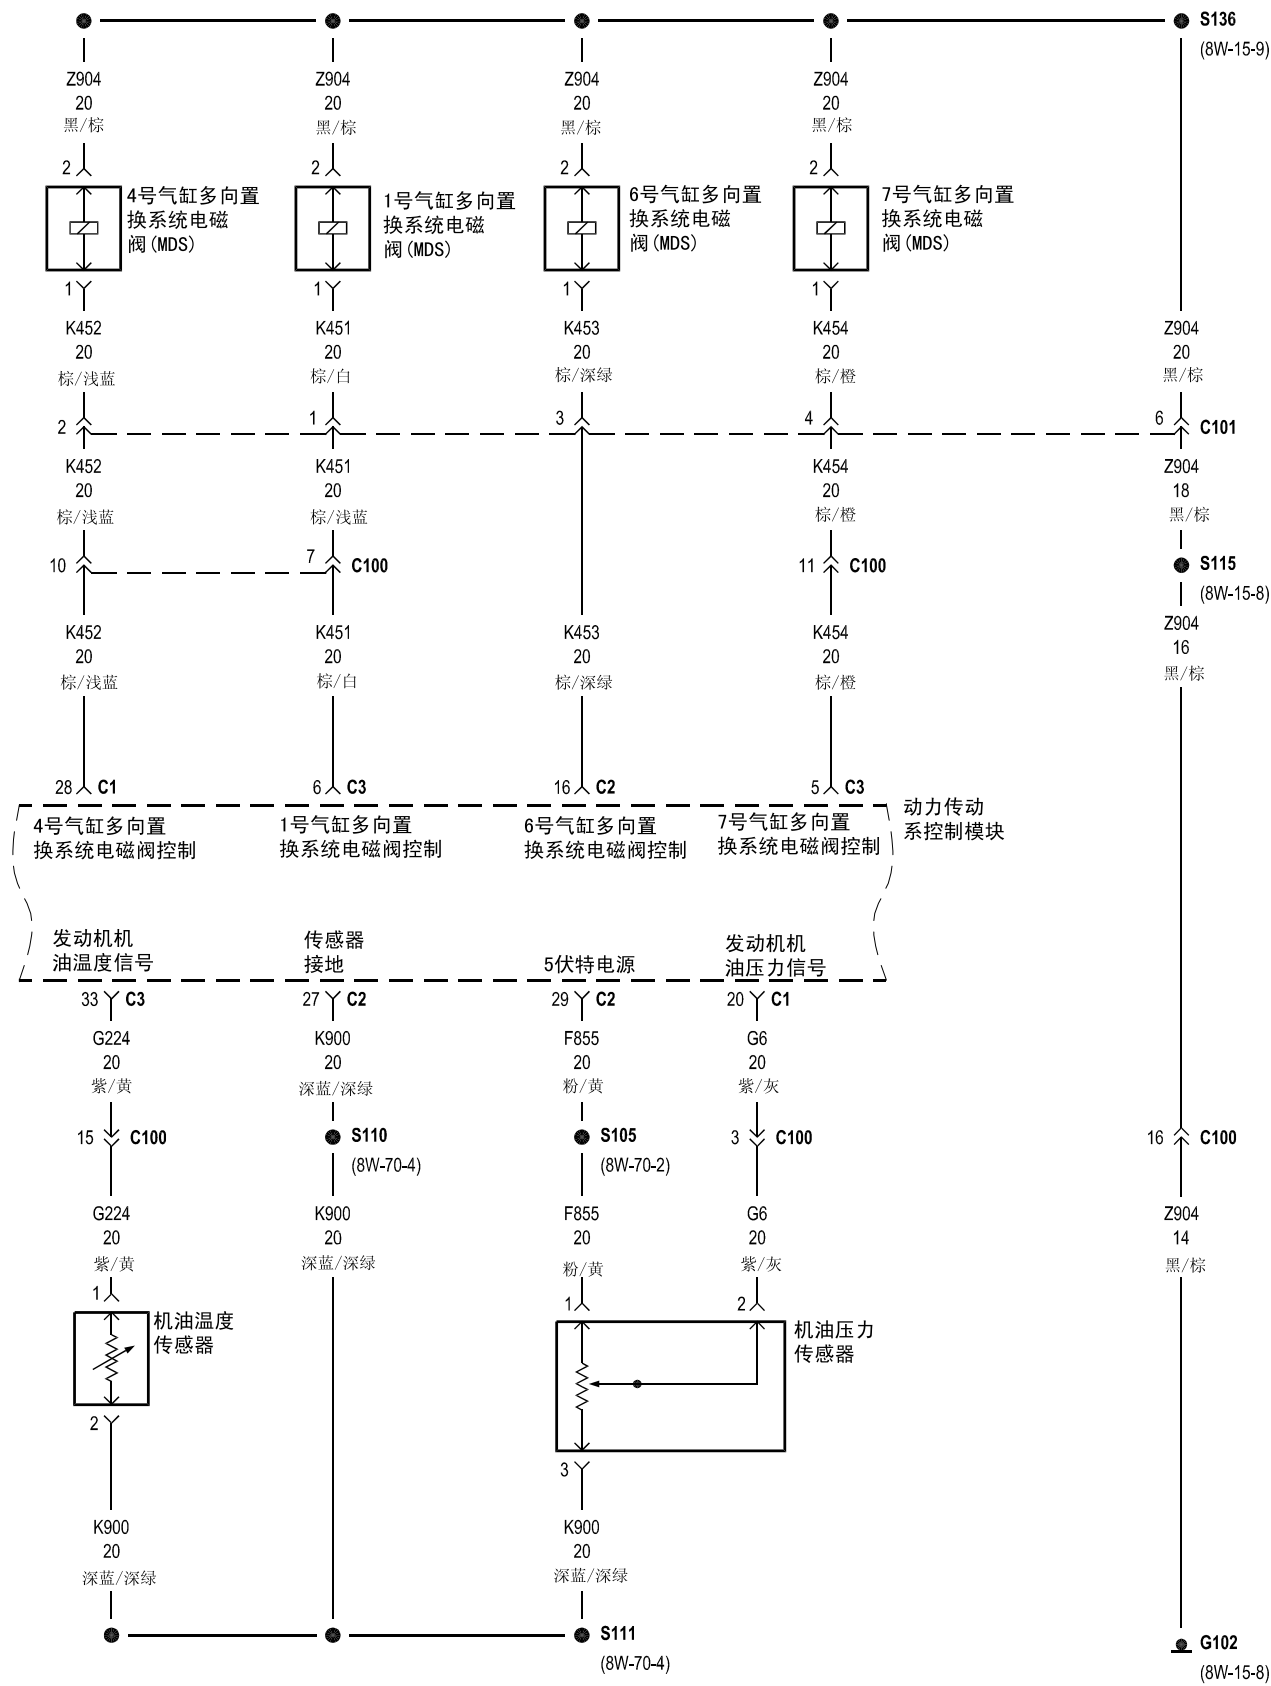 S136
(8W-15-9)
Z904 Z904 Z904 Z904
20 20 20 20
黑/棕 黑/棕 黑/棕 黑/棕
2 2 2 2
4号气缸多向置
换系统电磁
阀(MDS)
1号气缸多向置
换系统电磁
阀(MDS)
6号气缸多向置
换系统电磁
阀(MDS)
7号气缸多向置
换系统电磁
阀(MDS)
1 1 1 1
K452 K451 K453 K454 Z904
20 20 20 20 20
棕/浅蓝 棕/白 棕/深绿 棕/橙 黑/棕
2 1 3 4 6 C101
K452 K451 K454 Z904
20 20 20 18
棕/浅蓝 棕/浅蓝 棕/橙 黑/棕
10 7 C100 11 C100 S115
(8W-15-8)
K452 K451 K453 K454 Z904
20 20 20 20 16
棕/浅蓝 棕/白 棕/深绿 棕/橙 黑/棕
28 C1 6 C3 16 C2 5 C3
动力传动
系控制模块
4号气缸多向置
换系统电磁阀控制
1号气缸多向置
换系统电磁阀控制
6号气缸多向置
换系统电磁阀控制
7号气缸多向置
换系统电磁阀控制
发动机机
油温度信号
传感器
接地
5伏特电源
发动机机
油压力信号
33 C3 27 C2 29 C2 20 C1
G224 K900 F855 G6
20 20 20 20
紫/黄 深蓝/深绿 粉/黄 紫/灰
15 C100 S110 S105 3 C100 16 C100
(8W-70-4) (8W-70-2)
G224 K900 F855 G6 Z904
20 20 20 20 14
紫/黄 深蓝/深绿 粉/黄 紫/灰 黑/棕
1 1 2
机油温度
传感器
机油压力
传感器
2 3
K900 K900
20 20
深蓝/深绿 深蓝/深绿
S111
(8W-70-4)
G102
(8W-15-8)